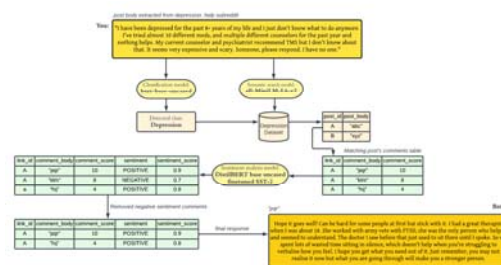 post body extracted from depression_help subreddit
You:
"I have been depressed for the past 8+ years of my life and I just don't know what to do anymore
I've tried almost 10 different meds, and multiple different counselors for the past year and
nothing helps. My current counselor and psychiatrist recommend TMS but I don't know about
that. It seems very expensive and scary. Someone, please respond. I have no one."
Classification model
bert-base-uncased
Semantic search model
Detected class:
Depression
Depression
Dataset
post_id post_body
A "abc"
B "xyz"
Matching post's comments table
link_id comment_body comment_score sentiment sentiment_score
A "pqr" 10 POSITIVE 0.9
A "klm" 8 NEGATIVE 0.7
a "hij" 4 POSITIVE 0.8
Sentiment analysis model
DistilBERT base uncased
finetuned SST-2
link_id comment_body comment_score
A "pqr" 10
A "klm" 8
A "hij" 4
Removed negative sentiment comments
link_id comment_body comment_score sentiment sentiment_score
A "pqr" 10 POSITIVE 0.9
A "hij" 4 POSITIVE 0.8
final response
"pqr"
Hope it goes well! Can be hard for some people at first but stick with it. I had a great therapist
when I was about 18. She worked with army vets with PTSD, she was the only person who helped
and seemed to understand. The doctor I saw before that just used to sit there until I spoke. So I
spent lots of wasted time sitting in silence, which doesn't help when you're struggling to
verbalise how you feel. I hope you get what you need out of it. Just remember, you may not
realise it now but what you are going through will make you a stronger person.